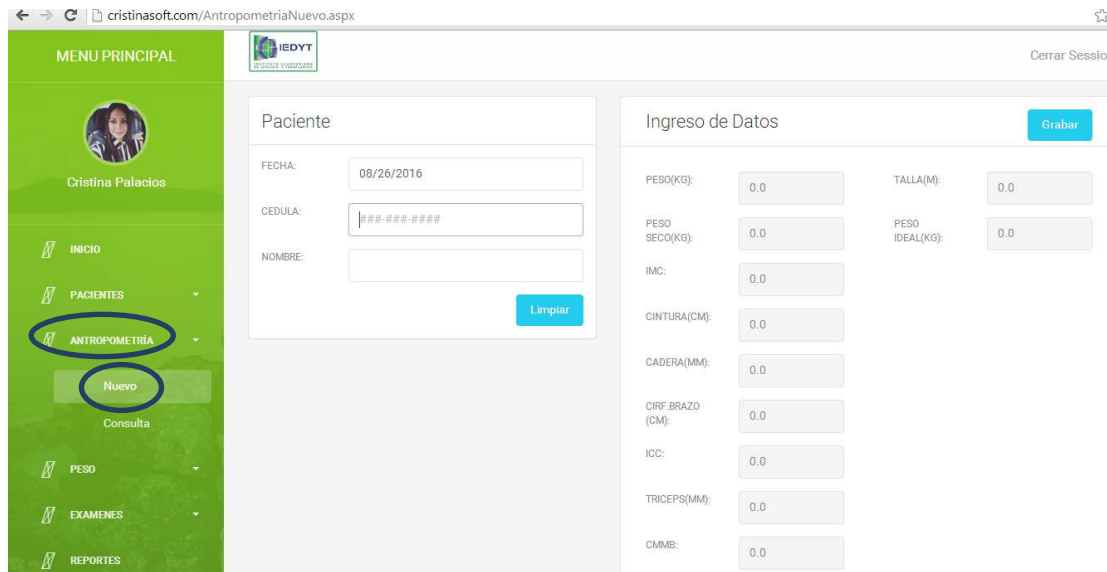 cristinasoft.com/AntropometriaNuevo.aspx
MENU PRINCIPAL
IEDYT
Cerrar Sessio
Cristina Palacios
INICIO
PACIENTES
ANTROPOMETRÍA
Nuevo
Consulta
PESO
EXAMENES
REPORTES
Paciente
FECHA: 08/26/2016
CEDULA: ###-###-####
NOMBRE:
Limpiar
Ingreso de Datos
Grabar
PESO(KG): 0.0 TALLA(M): 0.0
PESO SECO(KG): 0.0 PESO IDEAL(KG): 0.0
IMC: 0.0
CINTURA(CM): 0.0
CADERA(MM): 0.0
CIRF.BRAZO (CM): 0.0
ICC: 0.0
TRICEPS(MM): 0.0
CMMB: 0.0